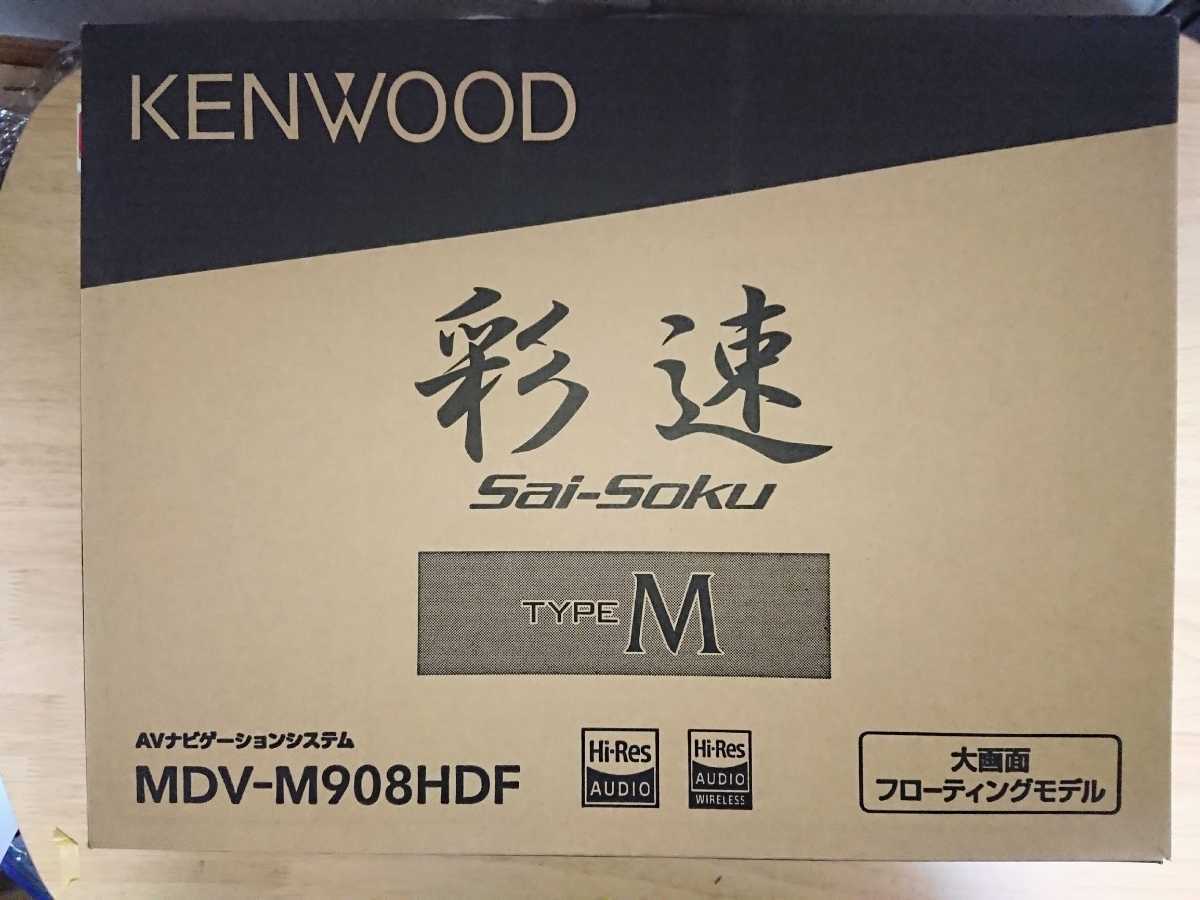 KENWOOD
彩速
Sai-Soku
TYPE M
AVナビゲーションシステム
MDV-M908HDF
Hi-Res
AUDIO
Hi-Res
AUDIO
WIRELESS
大画面
フローティングモデル